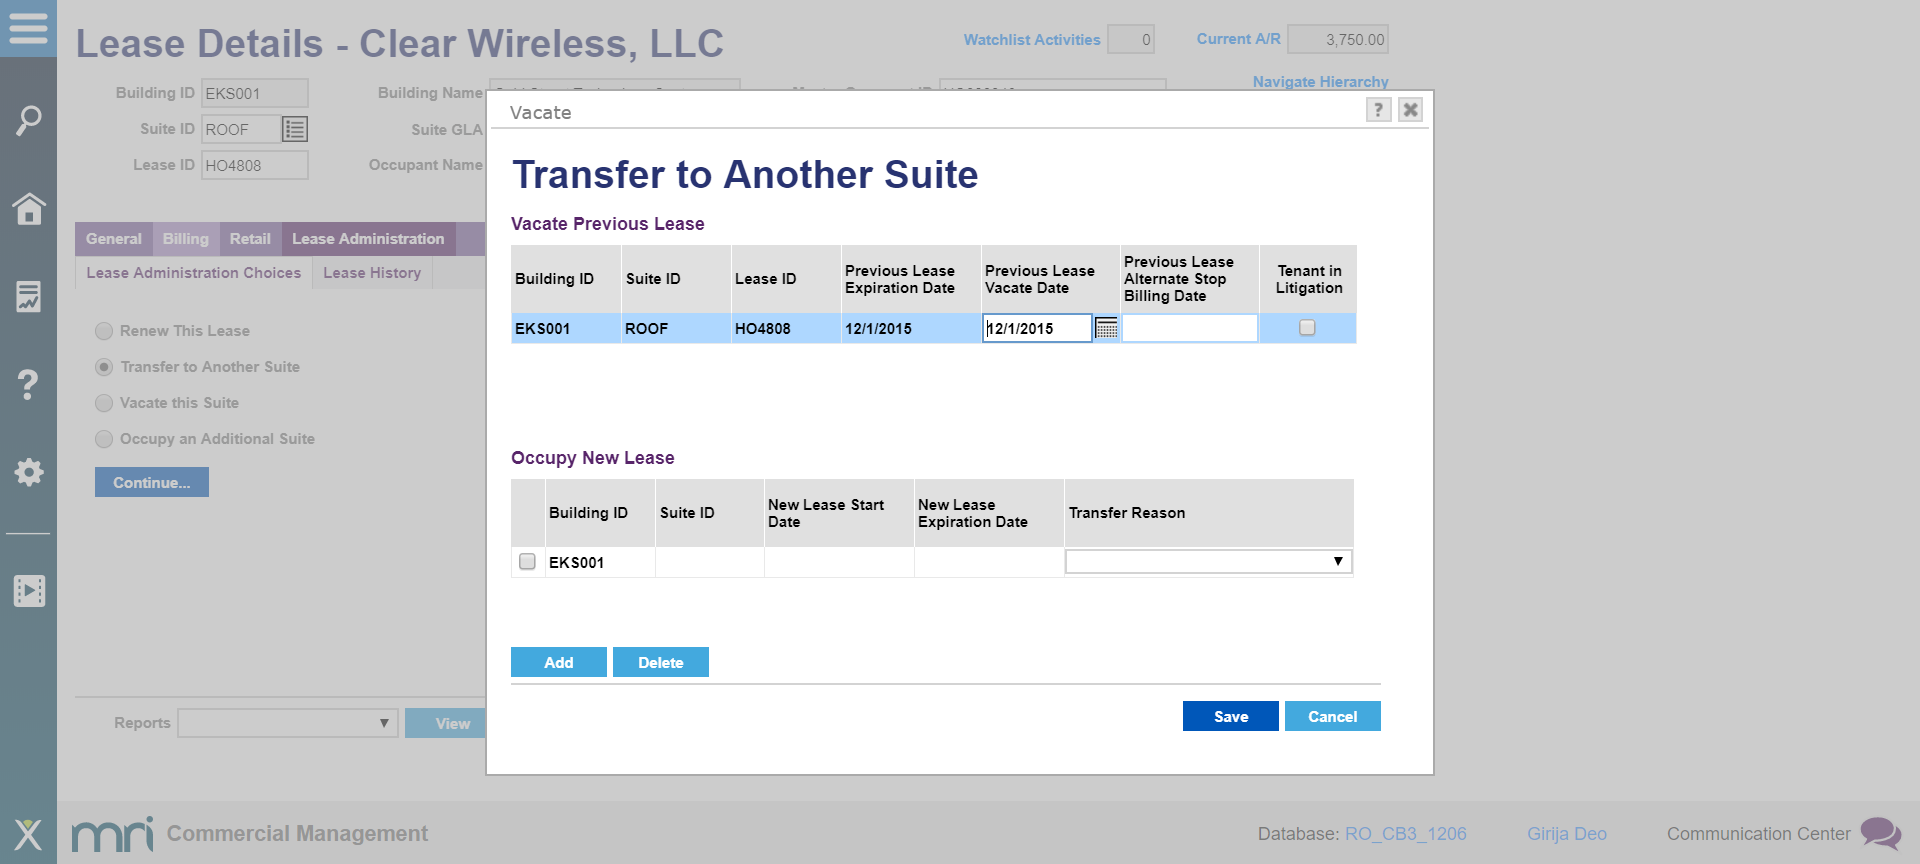 Lease Details - Clear Wireless, LLC
Watchlist Activities 0
Current A/R 3,750.00
Navigate Hierarchy
Building ID EKS001
Building Name
Suite ID ROOF
Suite GLA
Lease ID HO4808
Occupant Name
General Billing Retail Lease Administration
Lease Administration Choices Lease History
Renew This Lease
Transfer to Another Suite
Vacate this Suite
Occupy an Additional Suite
Continue...
Reports
View
Vacate
?
Transfer to Another Suite
Vacate Previous Lease
Building ID Suite ID Lease ID Previous Lease Expiration Date Previous Lease Vacate Date Previous Lease Alternate Stop Billing Date Tenant in Litigation
EKS001 ROOF HO4808 12/1/2015 12/1/2015
Occupy New Lease
Building ID Suite ID New Lease Start Date New Lease Expiration Date Transfer Reason
EKS001
Add Delete
Save Cancel
mri Commercial Management
Database: RO_CB3_1206
Girija Deo
Communication Center